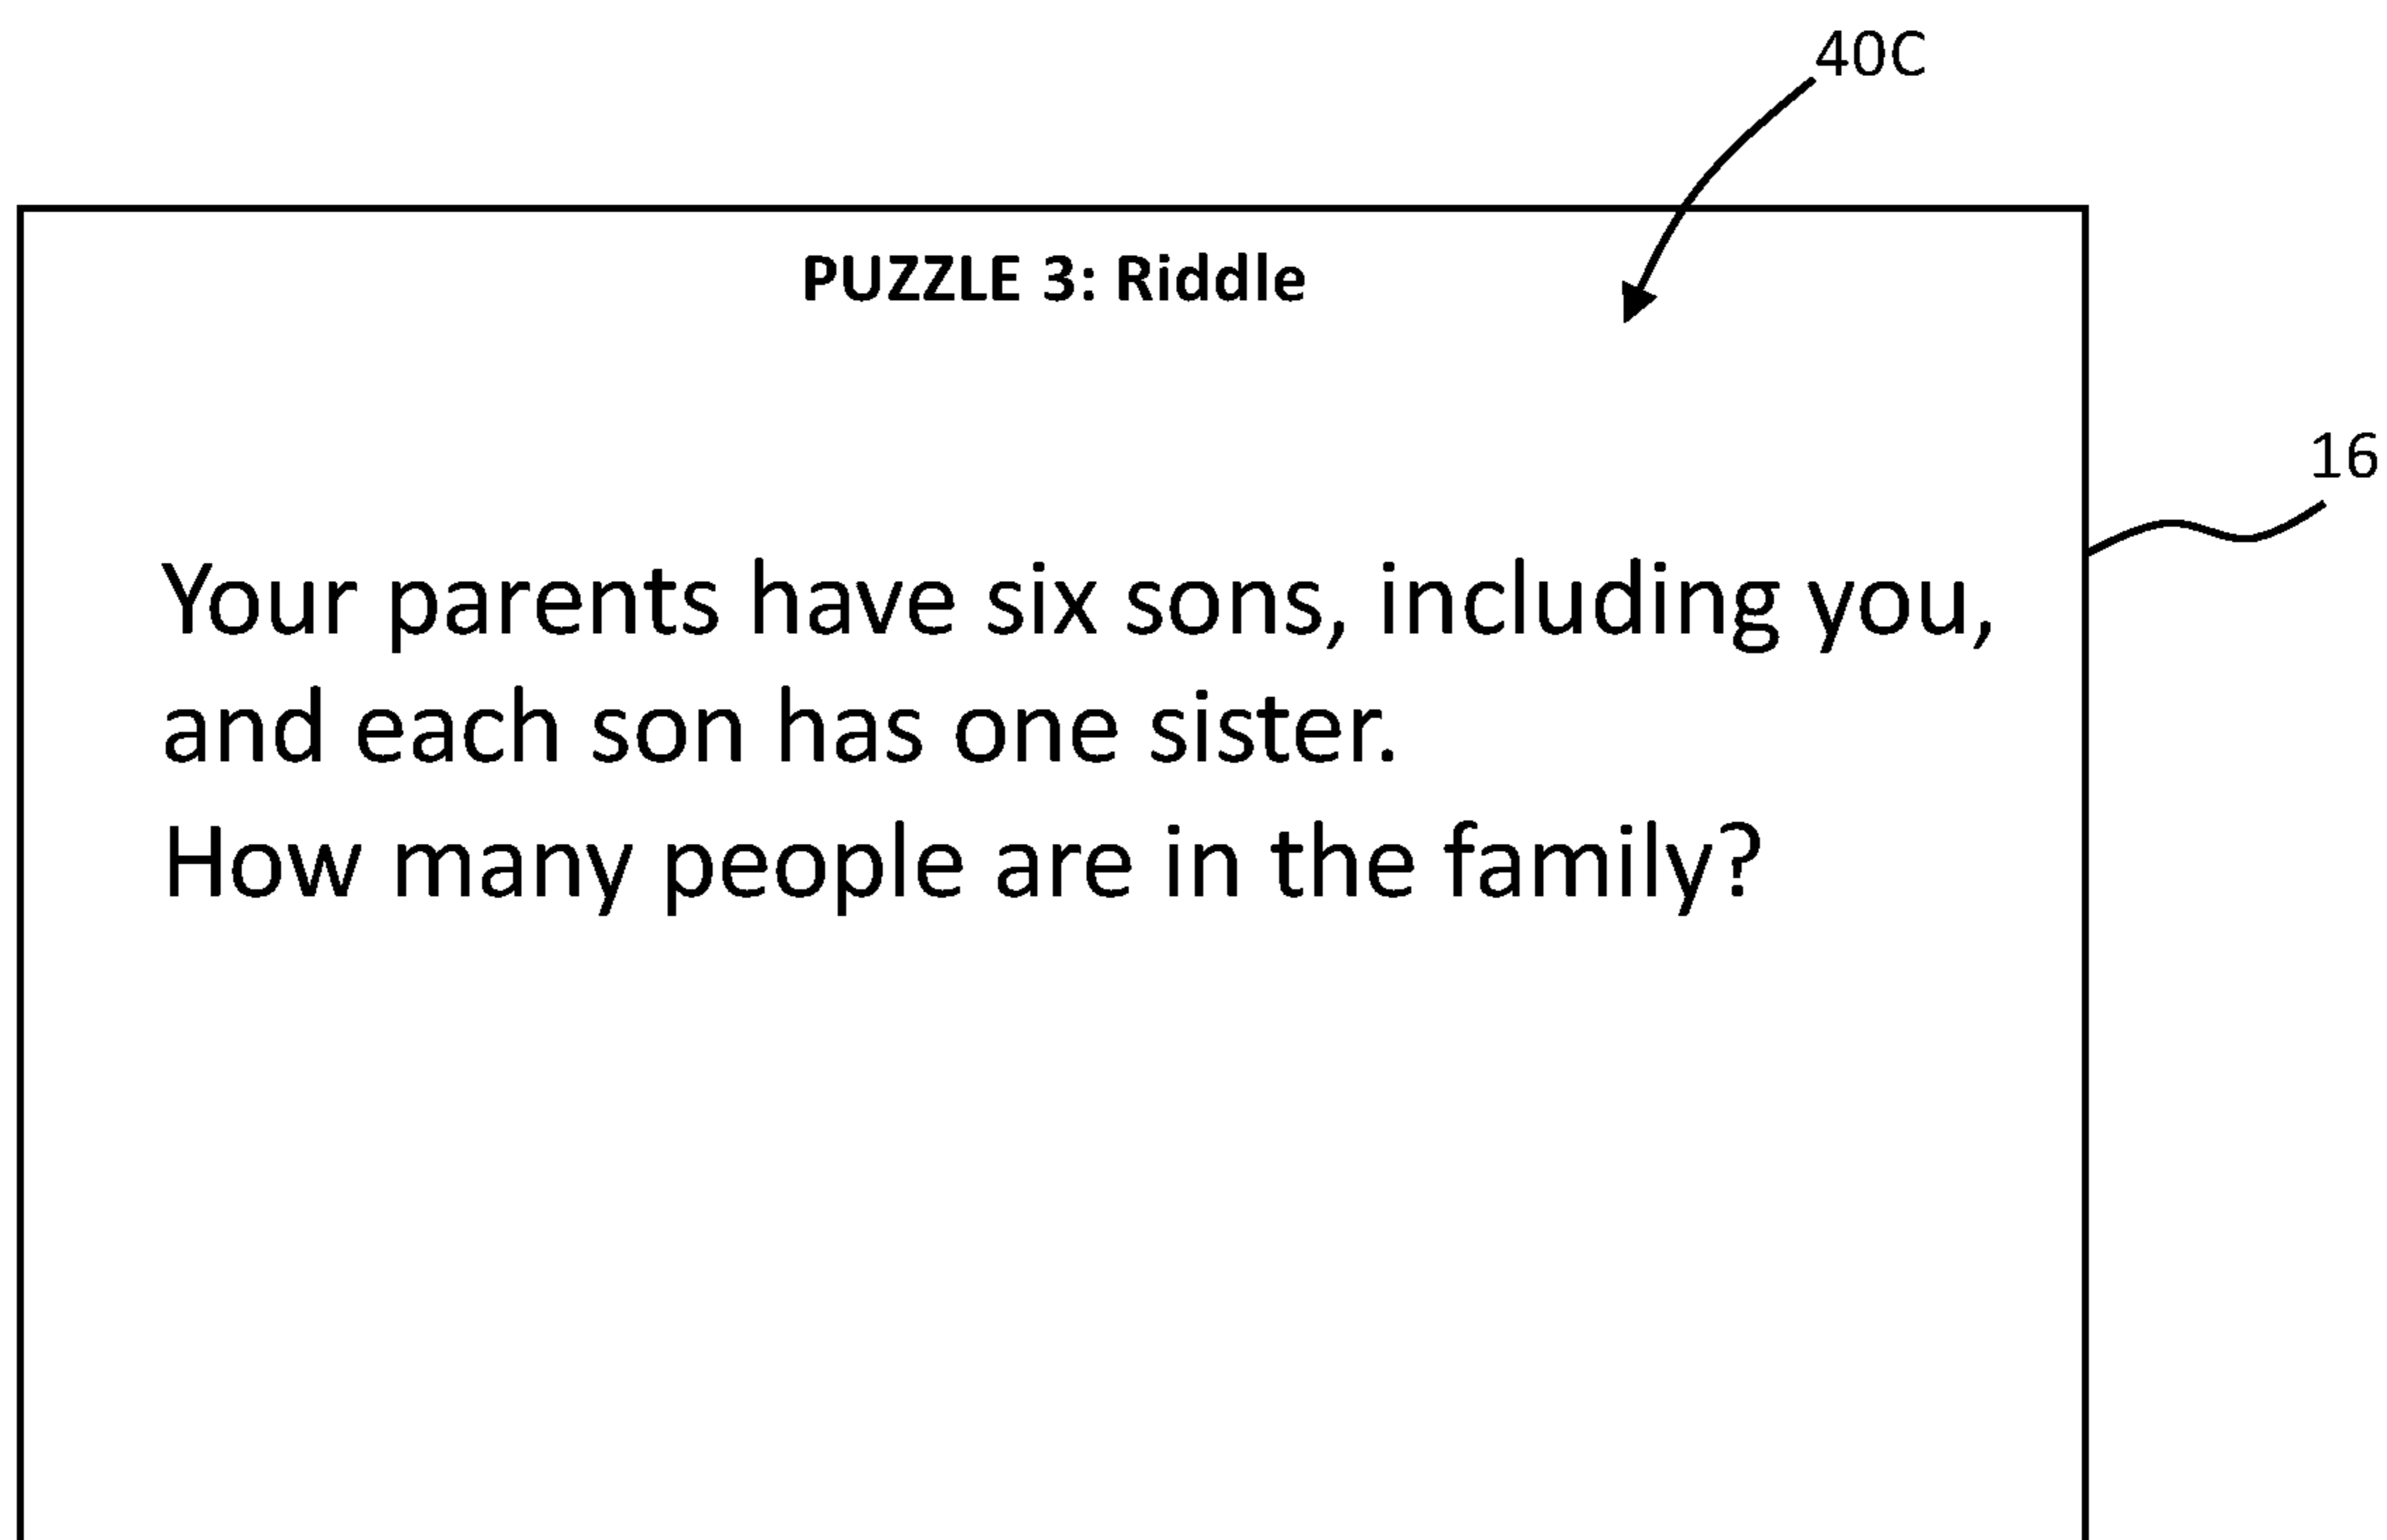 40C
PUZZLE 3: Riddle
16
Your parents have six sons, including you,
and each son has one sister.
How many people are in the family?